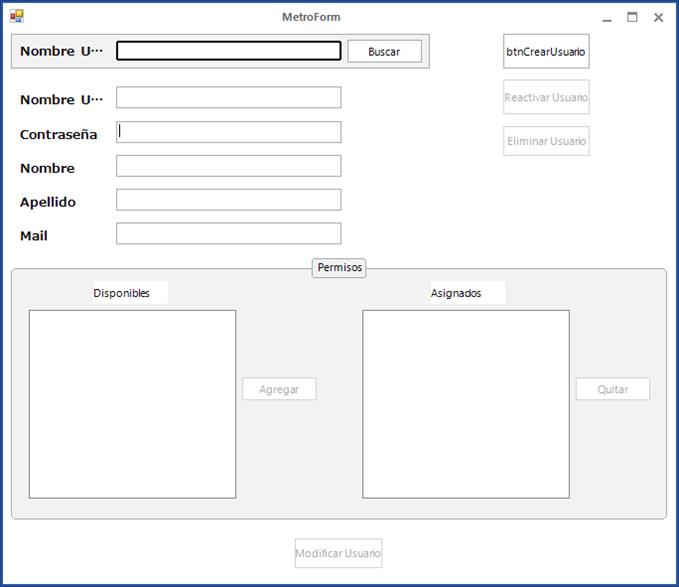 MetroForm
Nombre U... Buscar btnCrearUsuario
Nombre U... Reactivar Usuario
Contraseña Eliminar Usuario
Nombre
Apellido
Mail
Permisos
Disponibles Asignados
Agregar Quitar
Modificar Usuario